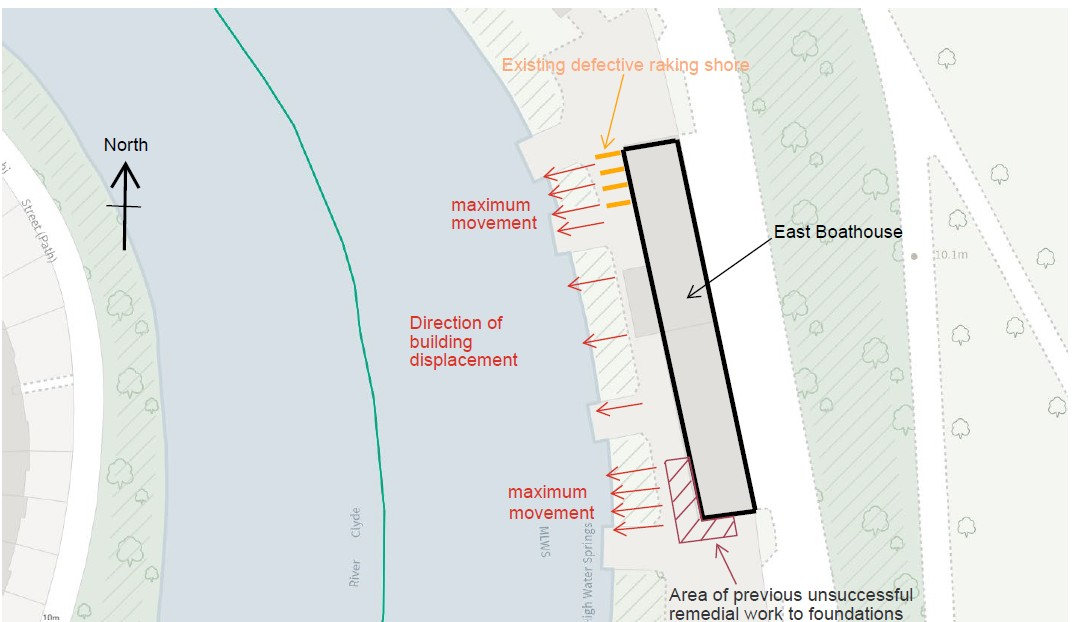 Existing defective raking shore
North
maximum
movement
Street (Path)
East Boathouse
10.1m
Direction of
building
displacement
maximum
movement
River Clyde
MLWS
igh Water Springs
Area of previous unsuccessful
remedial work to foundations
10m